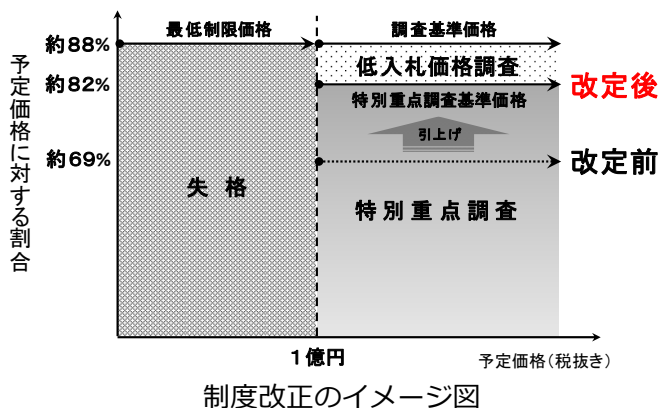 最低制限価格
調査基準価格
約88%
低入札価格調査
約82%
改定後
特別重点調査基準価格
引上げ
約69%
改定前
失格
特別重点調査
予定価格に対する割合
1億円
予定価格(税抜き)
制度改正のイメージ図